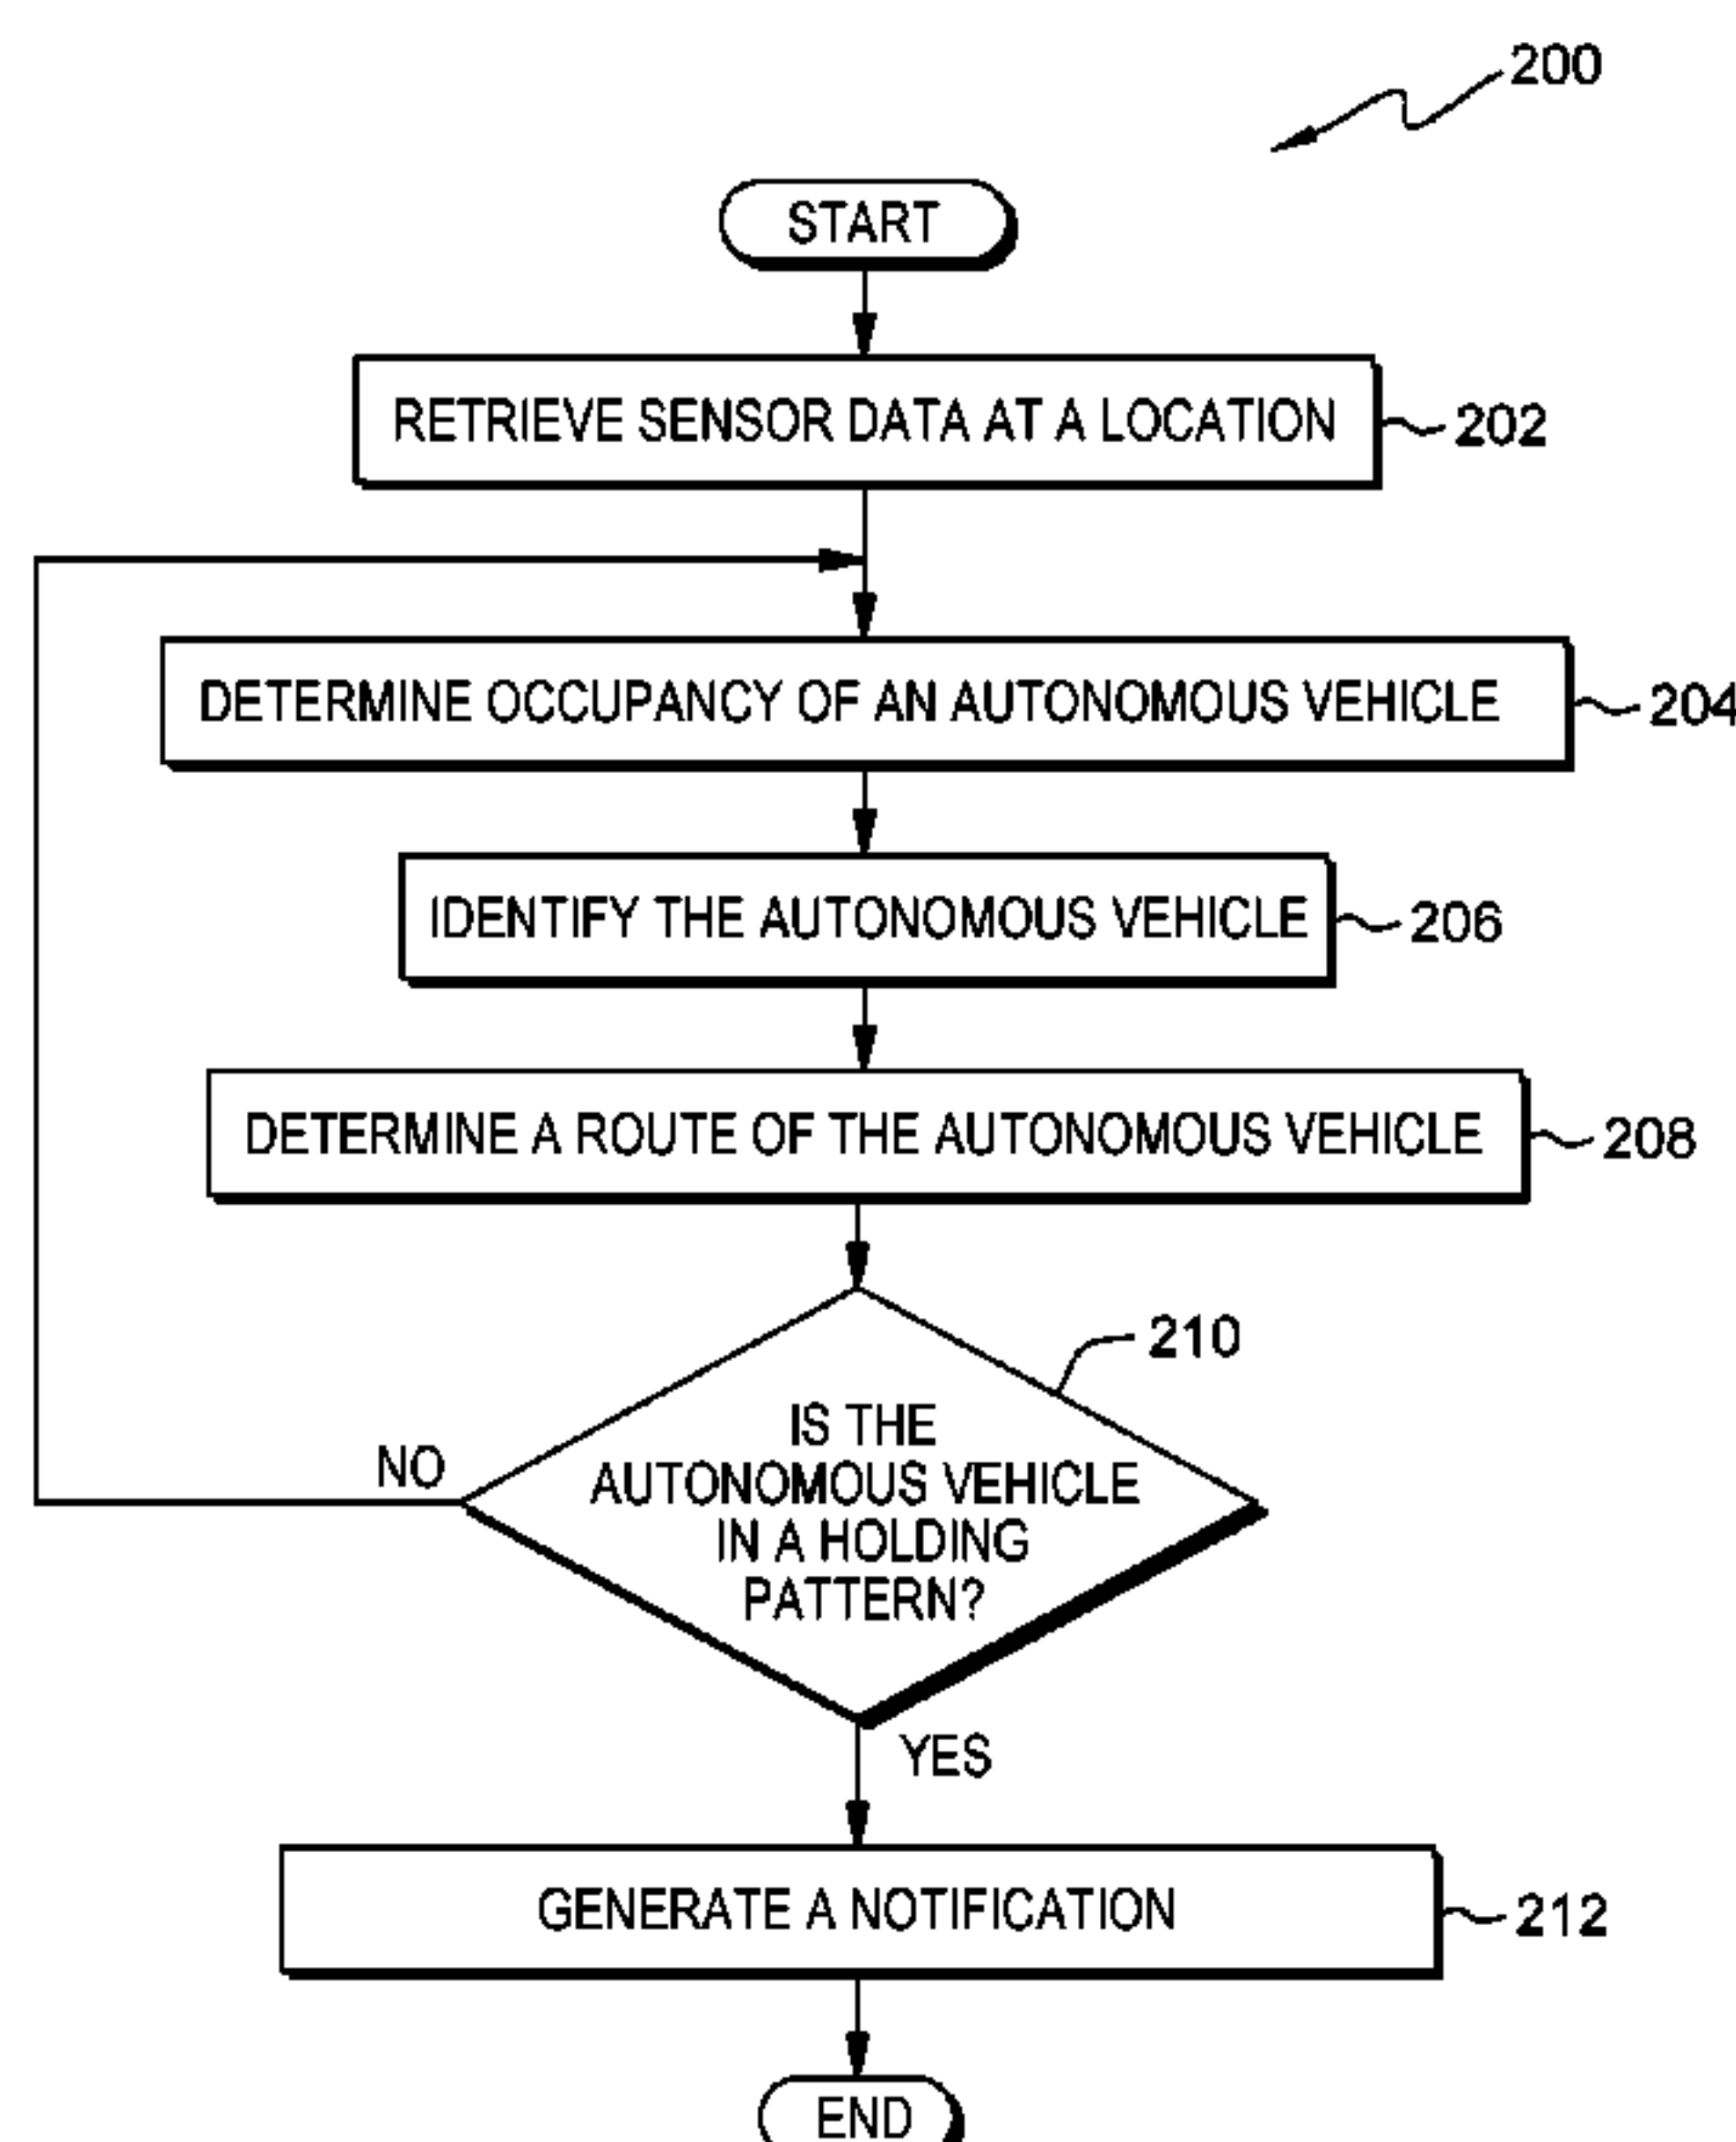 200
START
RETRIEVE SENSOR DATA AT A LOCATION
202
DETERMINE OCCUPANCY OF AN AUTONOMOUS VEHICLE
204
IDENTIFY THE AUTONOMOUS VEHICLE
206
DETERMINE A ROUTE OF THE AUTONOMOUS VEHICLE
208
210
IS THE
AUTONOMOUS VEHICLE
IN A HOLDING
PATTERN?
NO
YES
GENERATE A NOTIFICATION
212
END